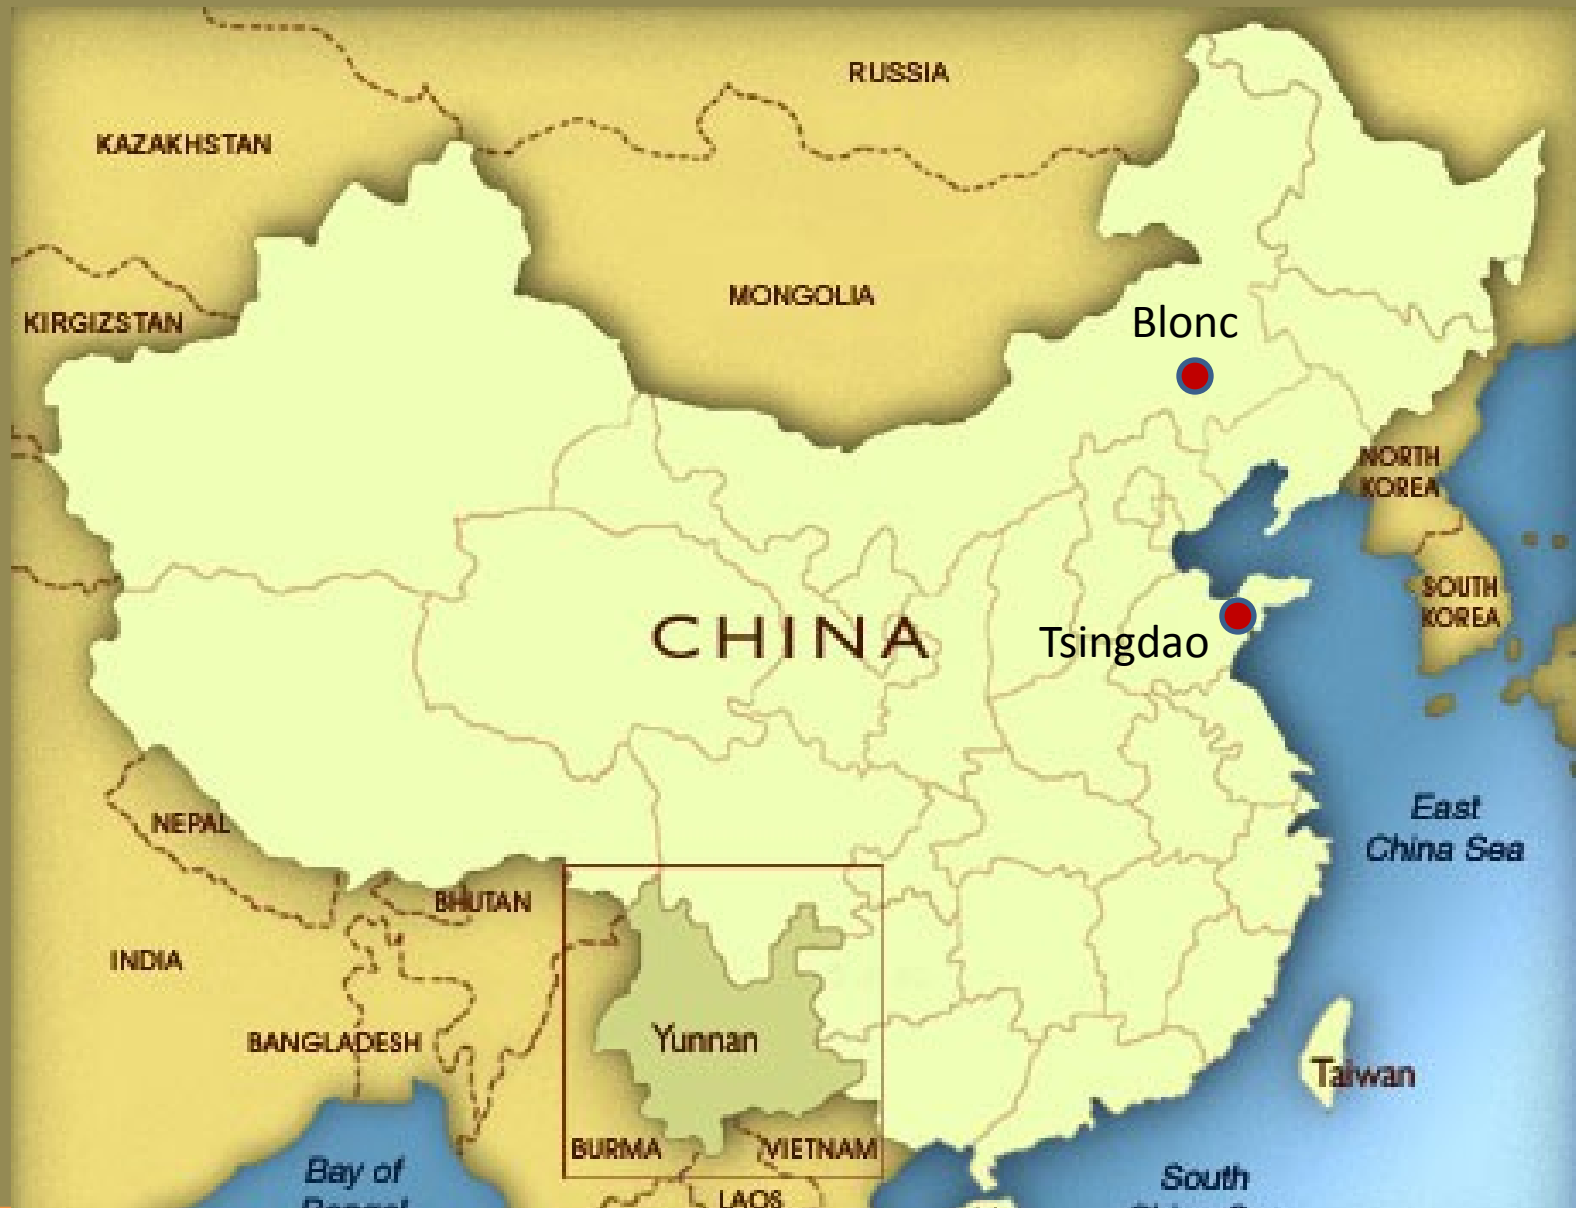 RUSSIA
KAZAKHSTAN
MONGOLIA
KIRGIZSTAN
Blonc
NORTH
KOREA
SOUTH
KOREA
CHINA
Tsingdao
East
China Sea
NEPAL
BHUTAN
INDIA
BANGLADESH
Yunnan
Taiwan
BURMA
VIETNAM
Bay of
LAOS
South